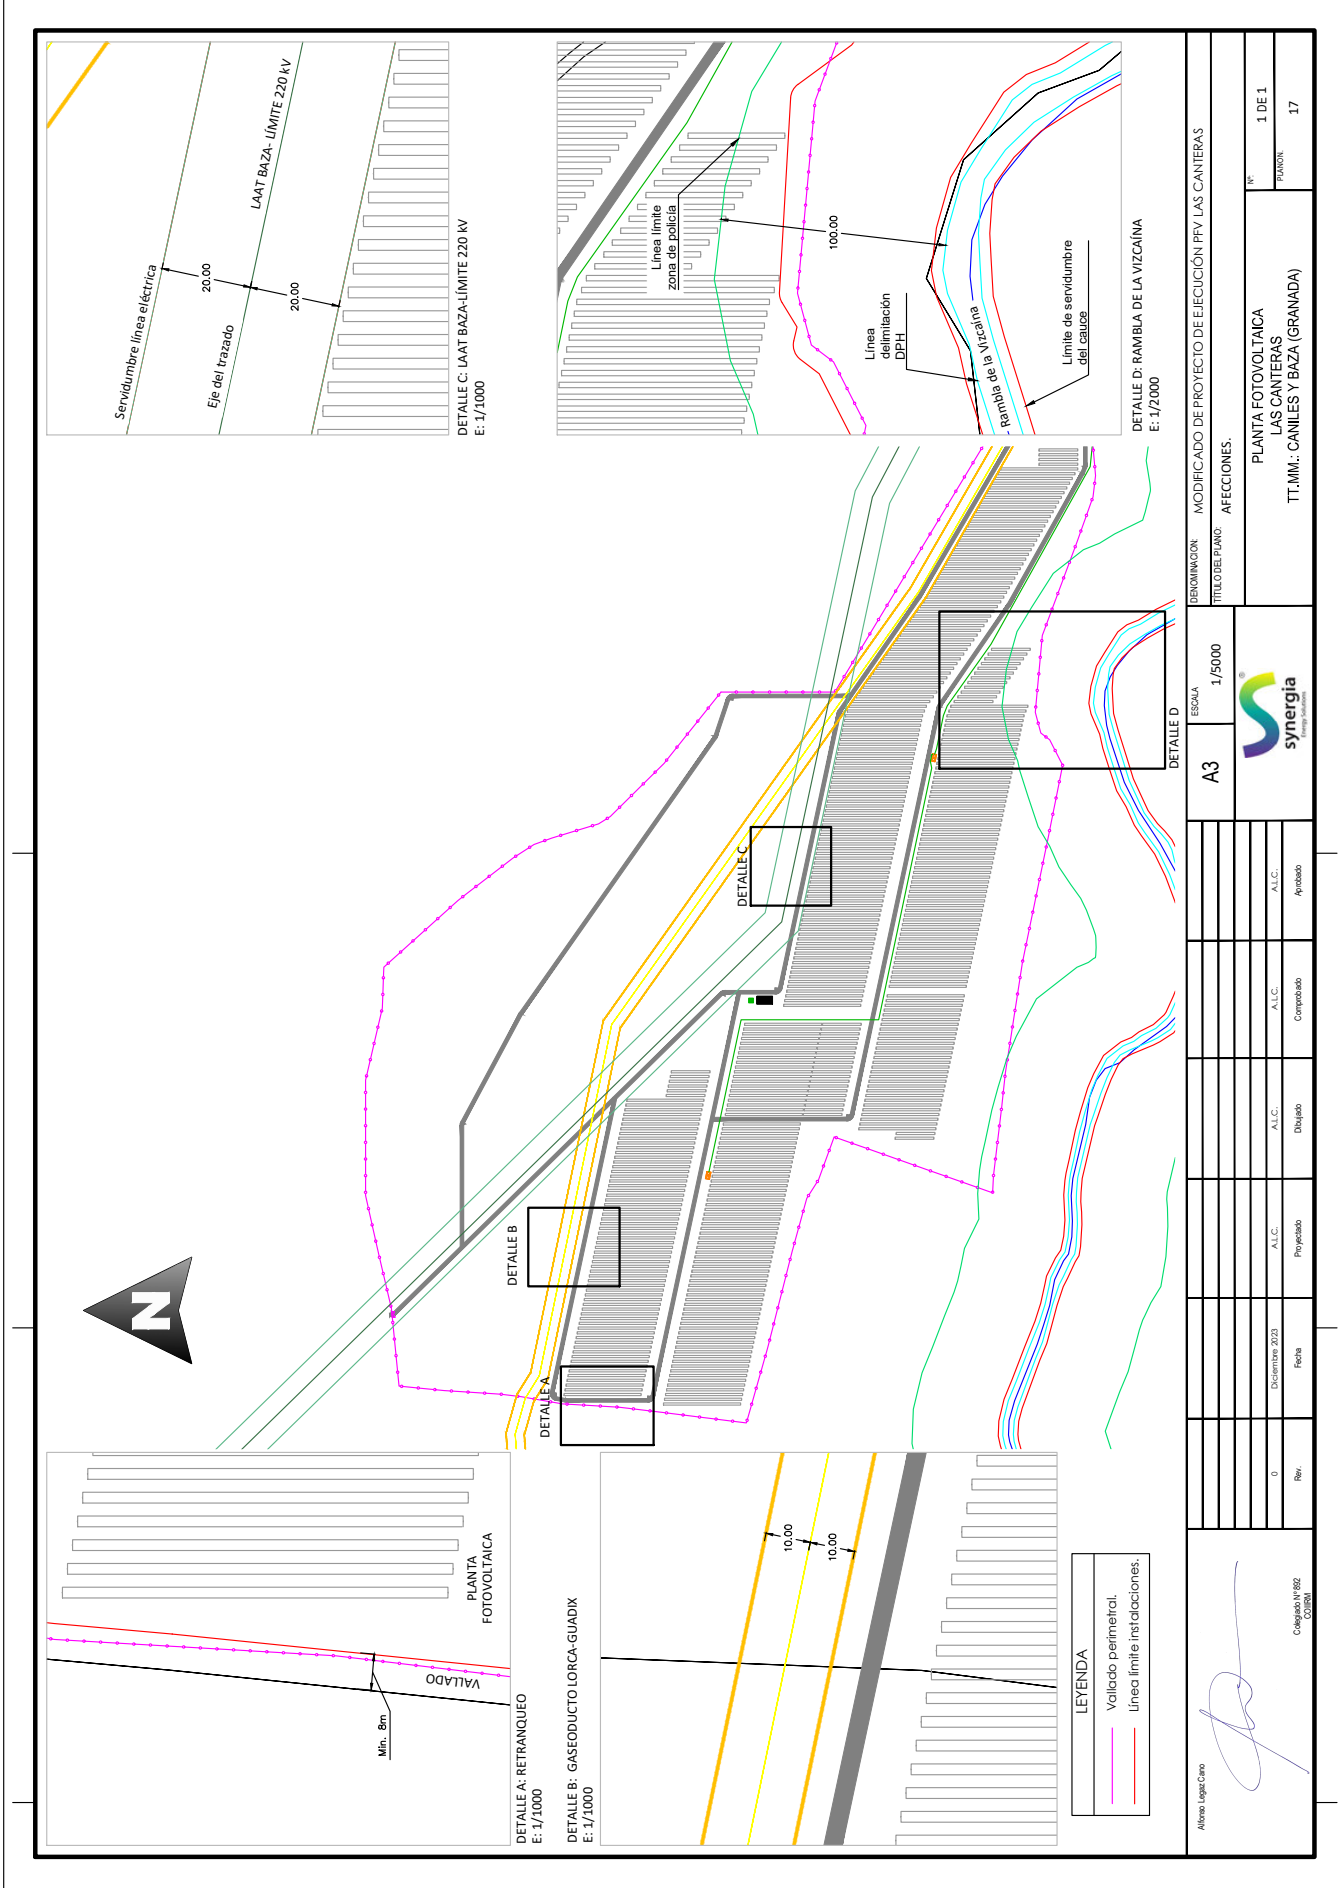 Servidumbre línea eléctrica
20.00
Eje del trazado
20.00
LAAT BAZA- LÍMITE 220 kV
DETALLE C: LAAT BAZA-LÍMITE 220 kV
E: 1/1000
Línea límite
zona de policía
100.00
Línea
delimitación
DPH
Rambla de la Vizcaína
Límite de servidumbre
del cauce
DETALLE D: RAMBLA DE LA VIZCAÍNA
E: 1/2000
N
DETALLE A
DETALLE B
DETALLE C
DETALLE D
PLANTA
FOTOVOLTAICA
VALLADO
Min. 8m
DETALLE A: RETRANQUEO
E: 1/1000
DETALLE B: GASEODUCTO LORCA-GUADIX
E: 1/1000
10.00
10.00
LEYENDA
Vallado perimetral.
Línea límite instalaciones.
Alfonso Legaz Cano
Colegiado Nº 892
COIIRM
0
Diciembre 2023
A.L.C.
A.L.C.
A.L.C.
A.L.C.
Rev.
Fecha
Proyectado
Dibujado
Comprobado
Aprobado
A3
ESCALA
1/5000
synergia
Energy Solutions
®
DENOMINACION:
MODIFICADO DE PROYECTO DE EJECUCIÓN PFV LAS CANTERAS
TÍTULO DEL PLANO:
AFECCIONES.
PLANTA FOTOVOLTAICA
LAS CANTERAS
TT.MM.: CANILES Y BAZA (GRANADA)
Nº:
1 DE 1
PLANON.
17